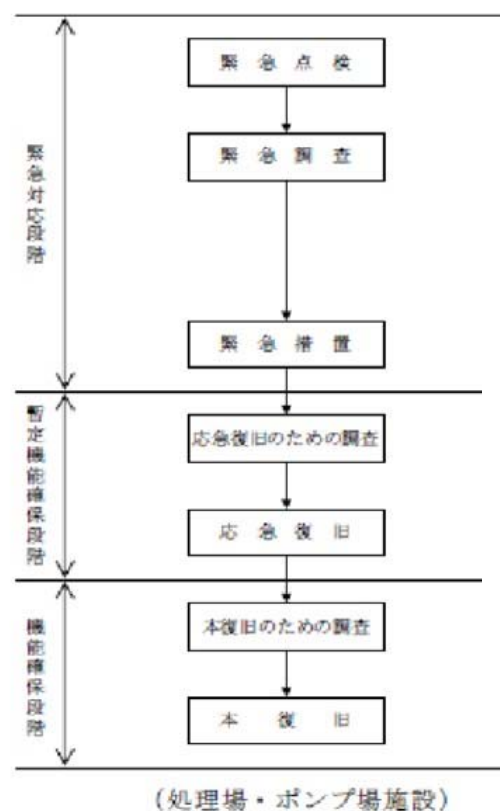 緊急対応段階
緊急点検
緊急調査
緊急措置
暫定機能確保段階
応急復旧のための調査
応急復旧
機能確保段階
本復旧のための調査
本復旧
(処理場・ポンプ場施設)